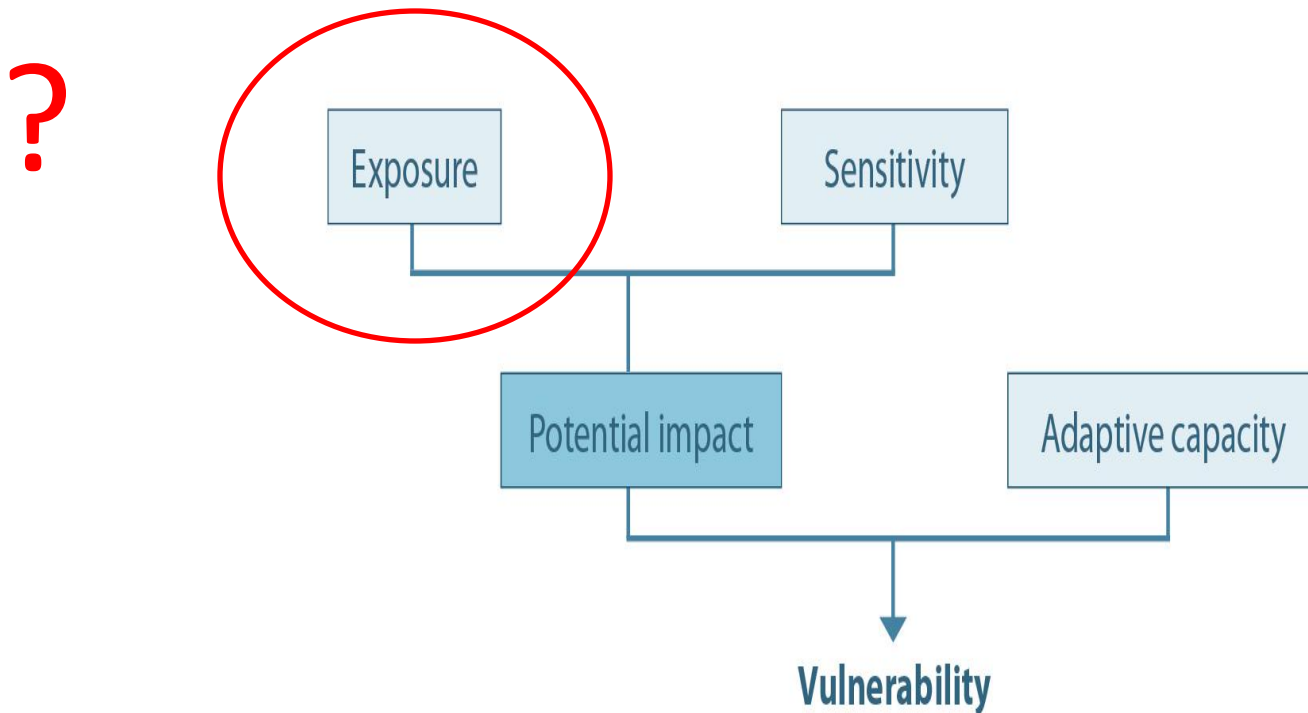 ?
Exposure
Sensitivity
Potential impact
Adaptive capacity
Vulnerability